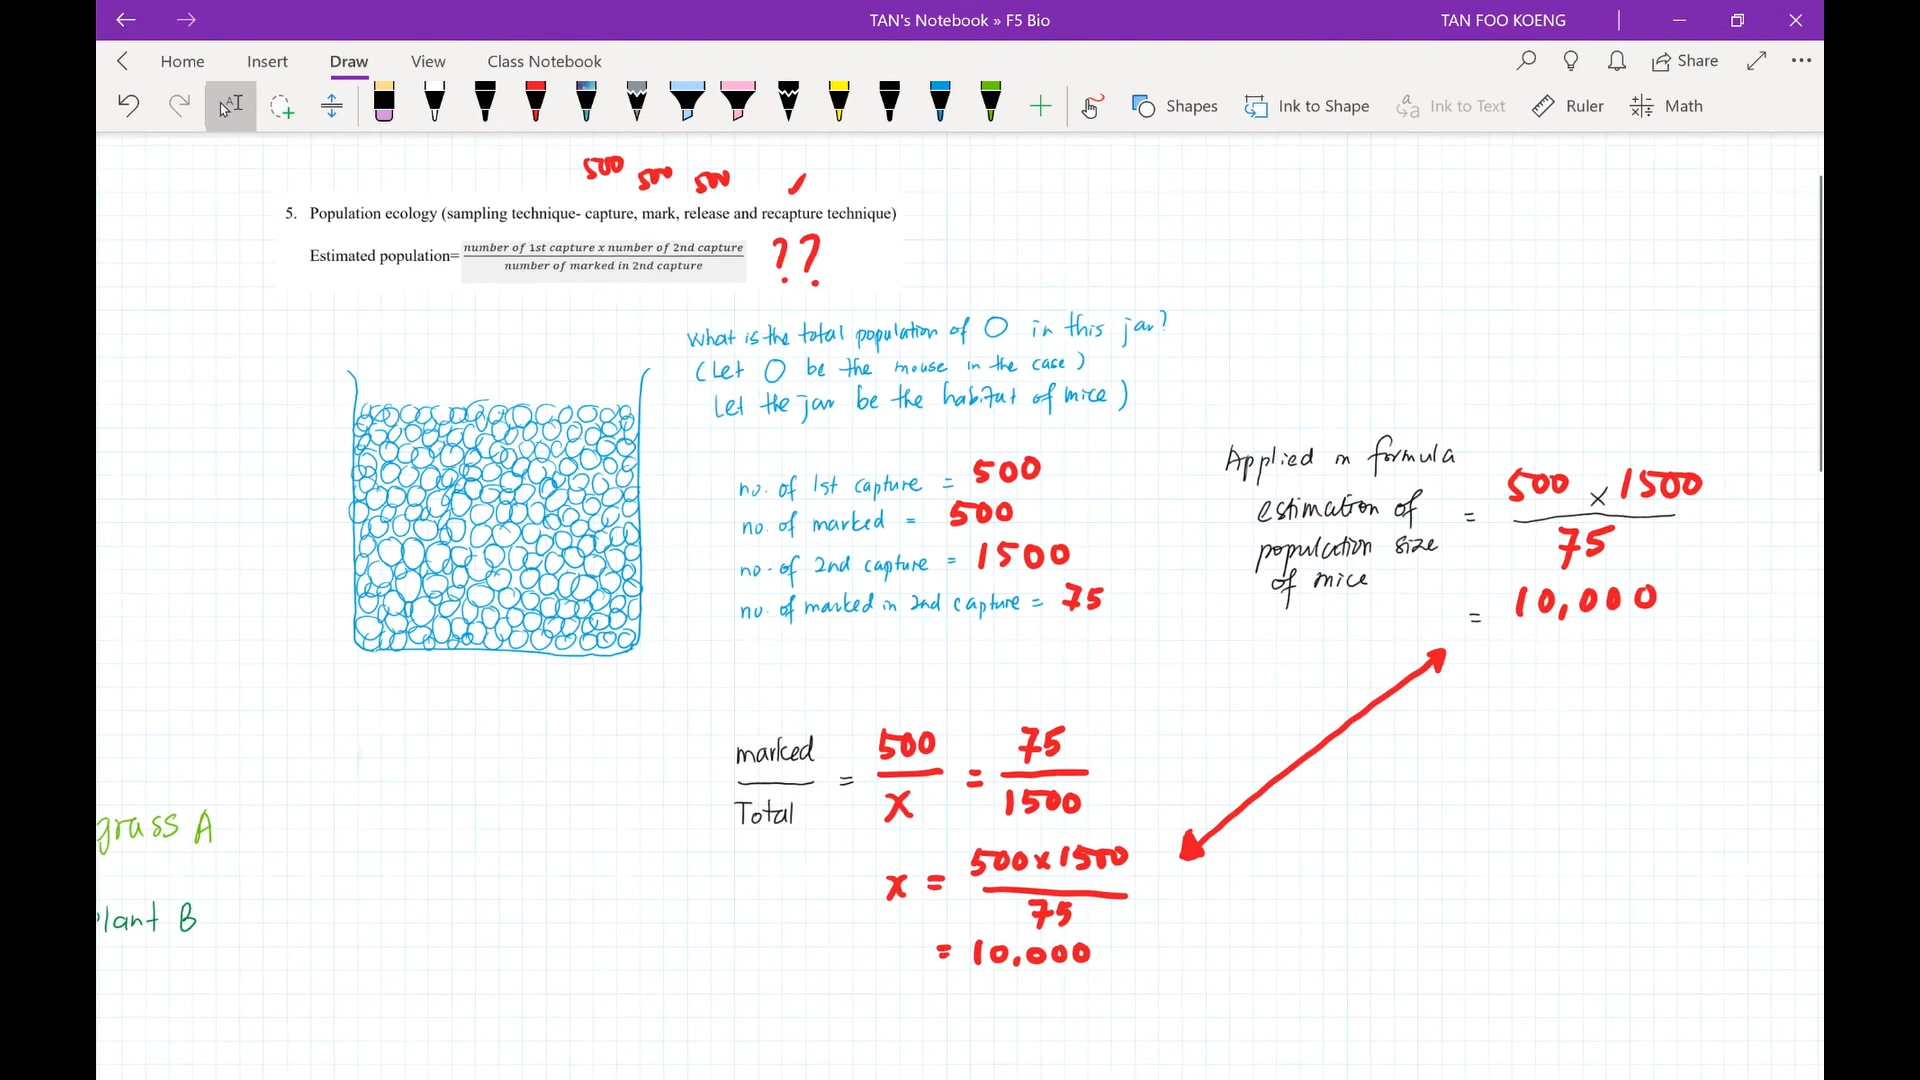 TAN's Notebook » F5 Bio
TAN FOO KOENG
Home Insert Draw View Class Notebook
Share
Shapes Ink to Shape Ink to Text Ruler Math
500 500 500
5. Population ecology (sampling technique- capture, mark, release and recapture technique)
Estimated population= number of 1st capture x number of 2nd capture
number of marked in 2nd capture
??
What is the total population of O in this jar?
(Let O be the mouse in the case)
Let the jar be the habitat of mice)
no. of 1st capture = 500
no. of marked = 500
no. of 2nd capture = 1500
no. of marked in 2nd capture = 75
Applied in formula
estimation of
population size
of mice
= 500 x 1500
75
= 10,000
marked
Total
= 500
x
= 75
1500
x = 500x1500
75
= 10,000
grass A
plant B